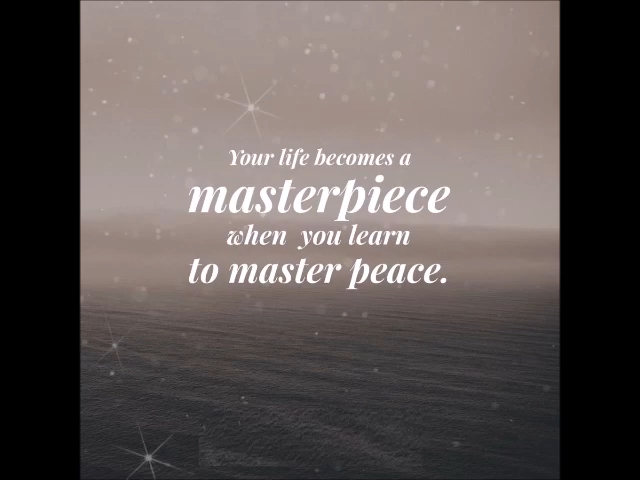 Your life becomes a
masterpiece
when you learn
to master peace.